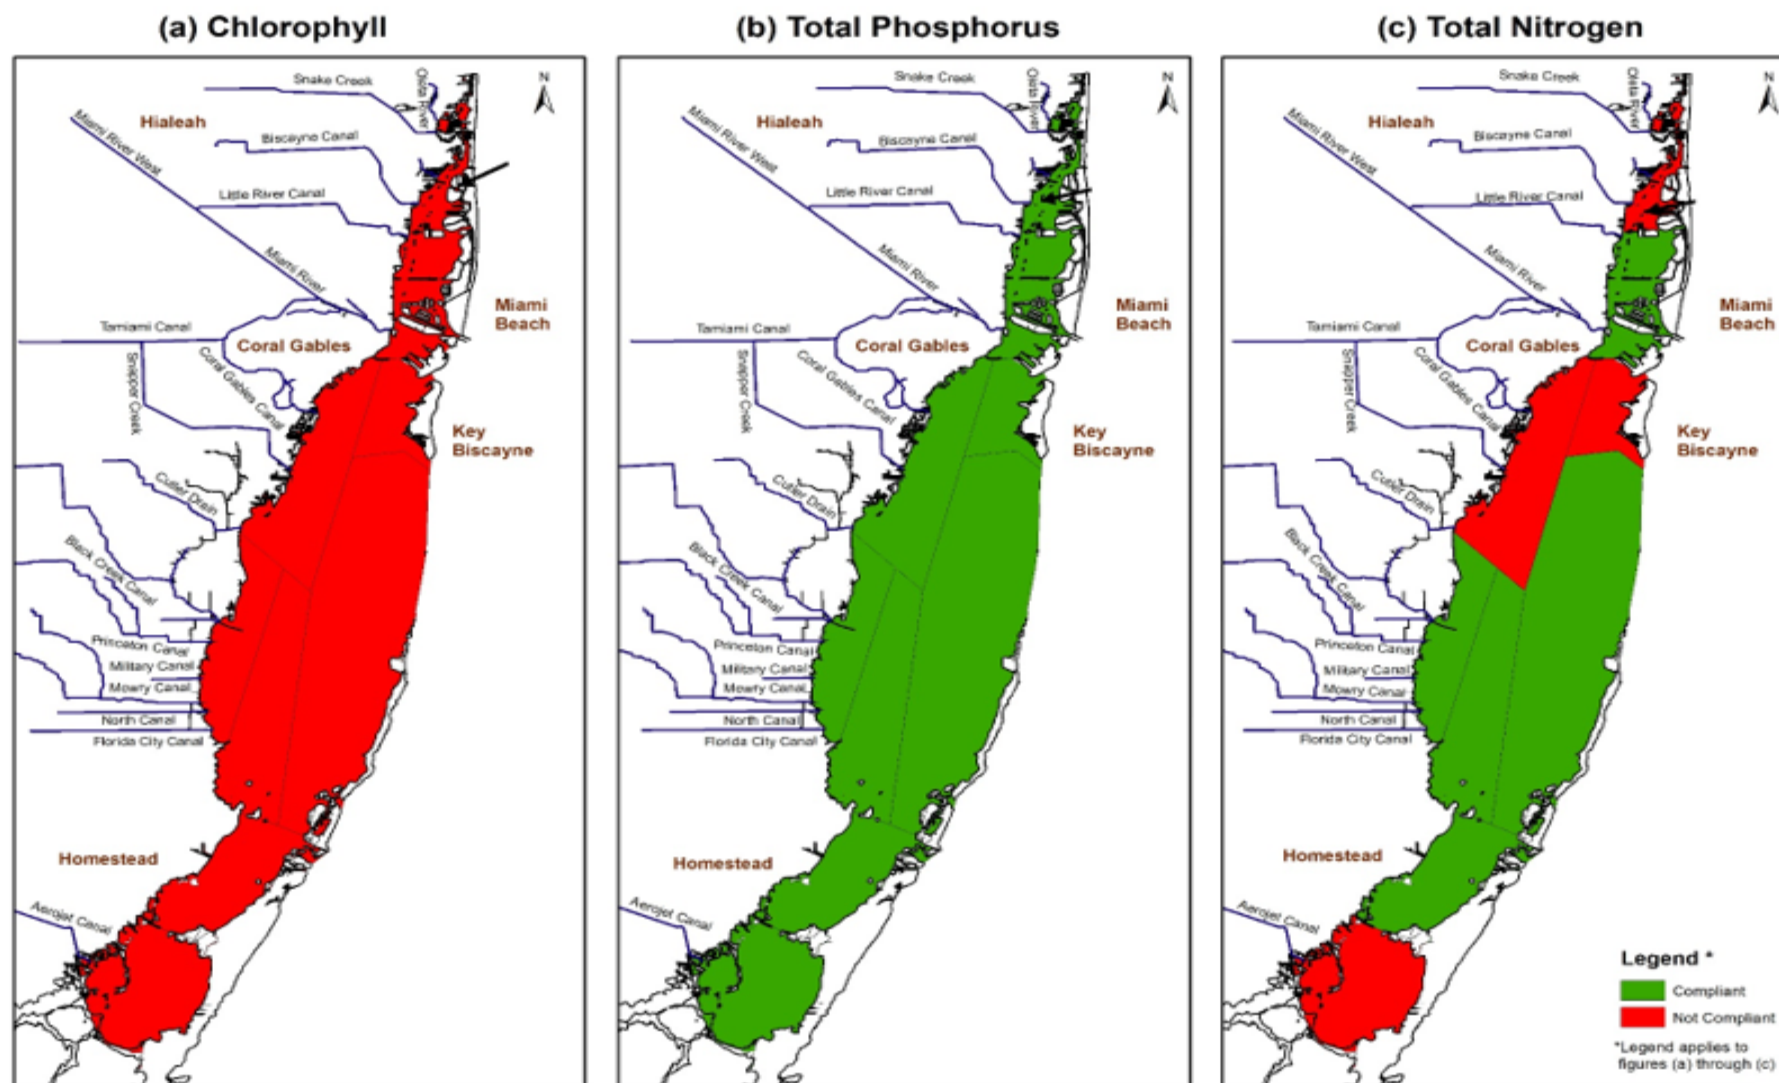 (a) Chlorophyll
Snake Creek
Oleta River
N
Hialeah
Miami River West
Biscayne Canal
Little River Canal
Miami River
Miami
Beach
Tamiami Canal
Coral Gables
Snapper Creek
Coral Gables Canal
Key
Biscayne
Cutler Drain
Black Creek Canal
Princeton Canal
Military Canal
Mowry Canal
North Canal
Florida City Canal
Homestead
Aerojet Canal
(b) Total Phosphorus
Snake Creek
Oleta River
N
Hialeah
Miami River West
Biscayne Canal
Little River Canal
Miami River
Miami
Beach
Tamiami Canal
Coral Gables
Snapper Creek
Coral Gables Canal
Key
Biscayne
Cutler Drain
Black Creek Canal
Princeton Canal
Military Canal
Mowry Canal
North Canal
Florida City Canal
Homestead
Aerojet Canal
(c) Total Nitrogen
Snake Creek
Oleta River
N
Hialeah
Miami River West
Biscayne Canal
Little River Canal
Miami River
Miami
Beach
Tamiami Canal
Coral Gables
Snapper Creek
Coral Gables Canal
Key
Biscayne
Cutler Drain
Black Creek Canal
Princeton Canal
Military Canal
Mowry Canal
North Canal
Florida City Canal
Homestead
Aerojet Canal
Legend *
Compliant
Not Compliant
*Legend applies to
figures (a) through (c)